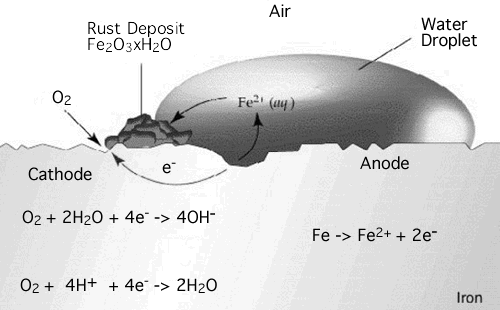 Air
Rust Deposit
Fe2O3xH2O
Water
Droplet
O2
Fe2+ (aq)
e-
Cathode
Anode
O2 + 2H2O + 4e- -> 4OH-
Fe -> Fe2+ + 2e-
O2 + 4H+ + 4e- -> 2H2O
Iron